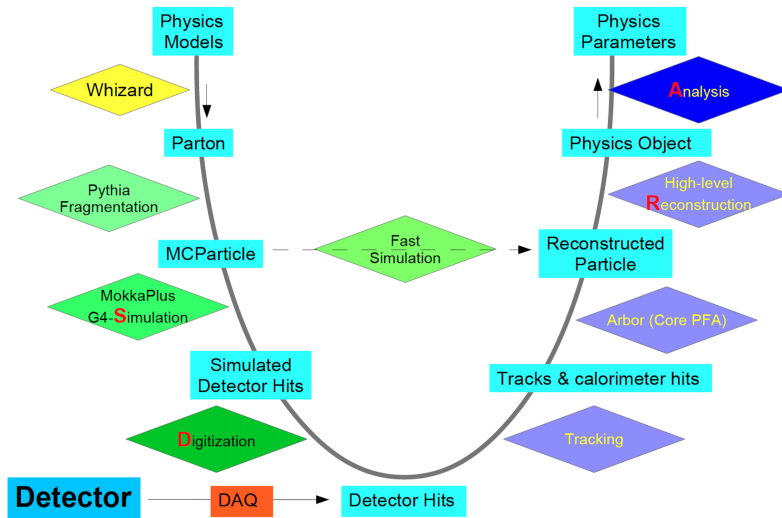 Physics
Models
Physics
Parameters
Whizard
Analysis
Parton
Physics Object
Pythia
Fragmentation
High-level
Reconstruction
MCParticle
Fast
Simulation
Reconstructed
Particle
MokkaPlus
G4-Simulation
Arbor (Core PFA)
Simulated
Detector Hits
Tracks & calorimeter hits
Digitization
Tracking
Detector
DAQ
Detector Hits